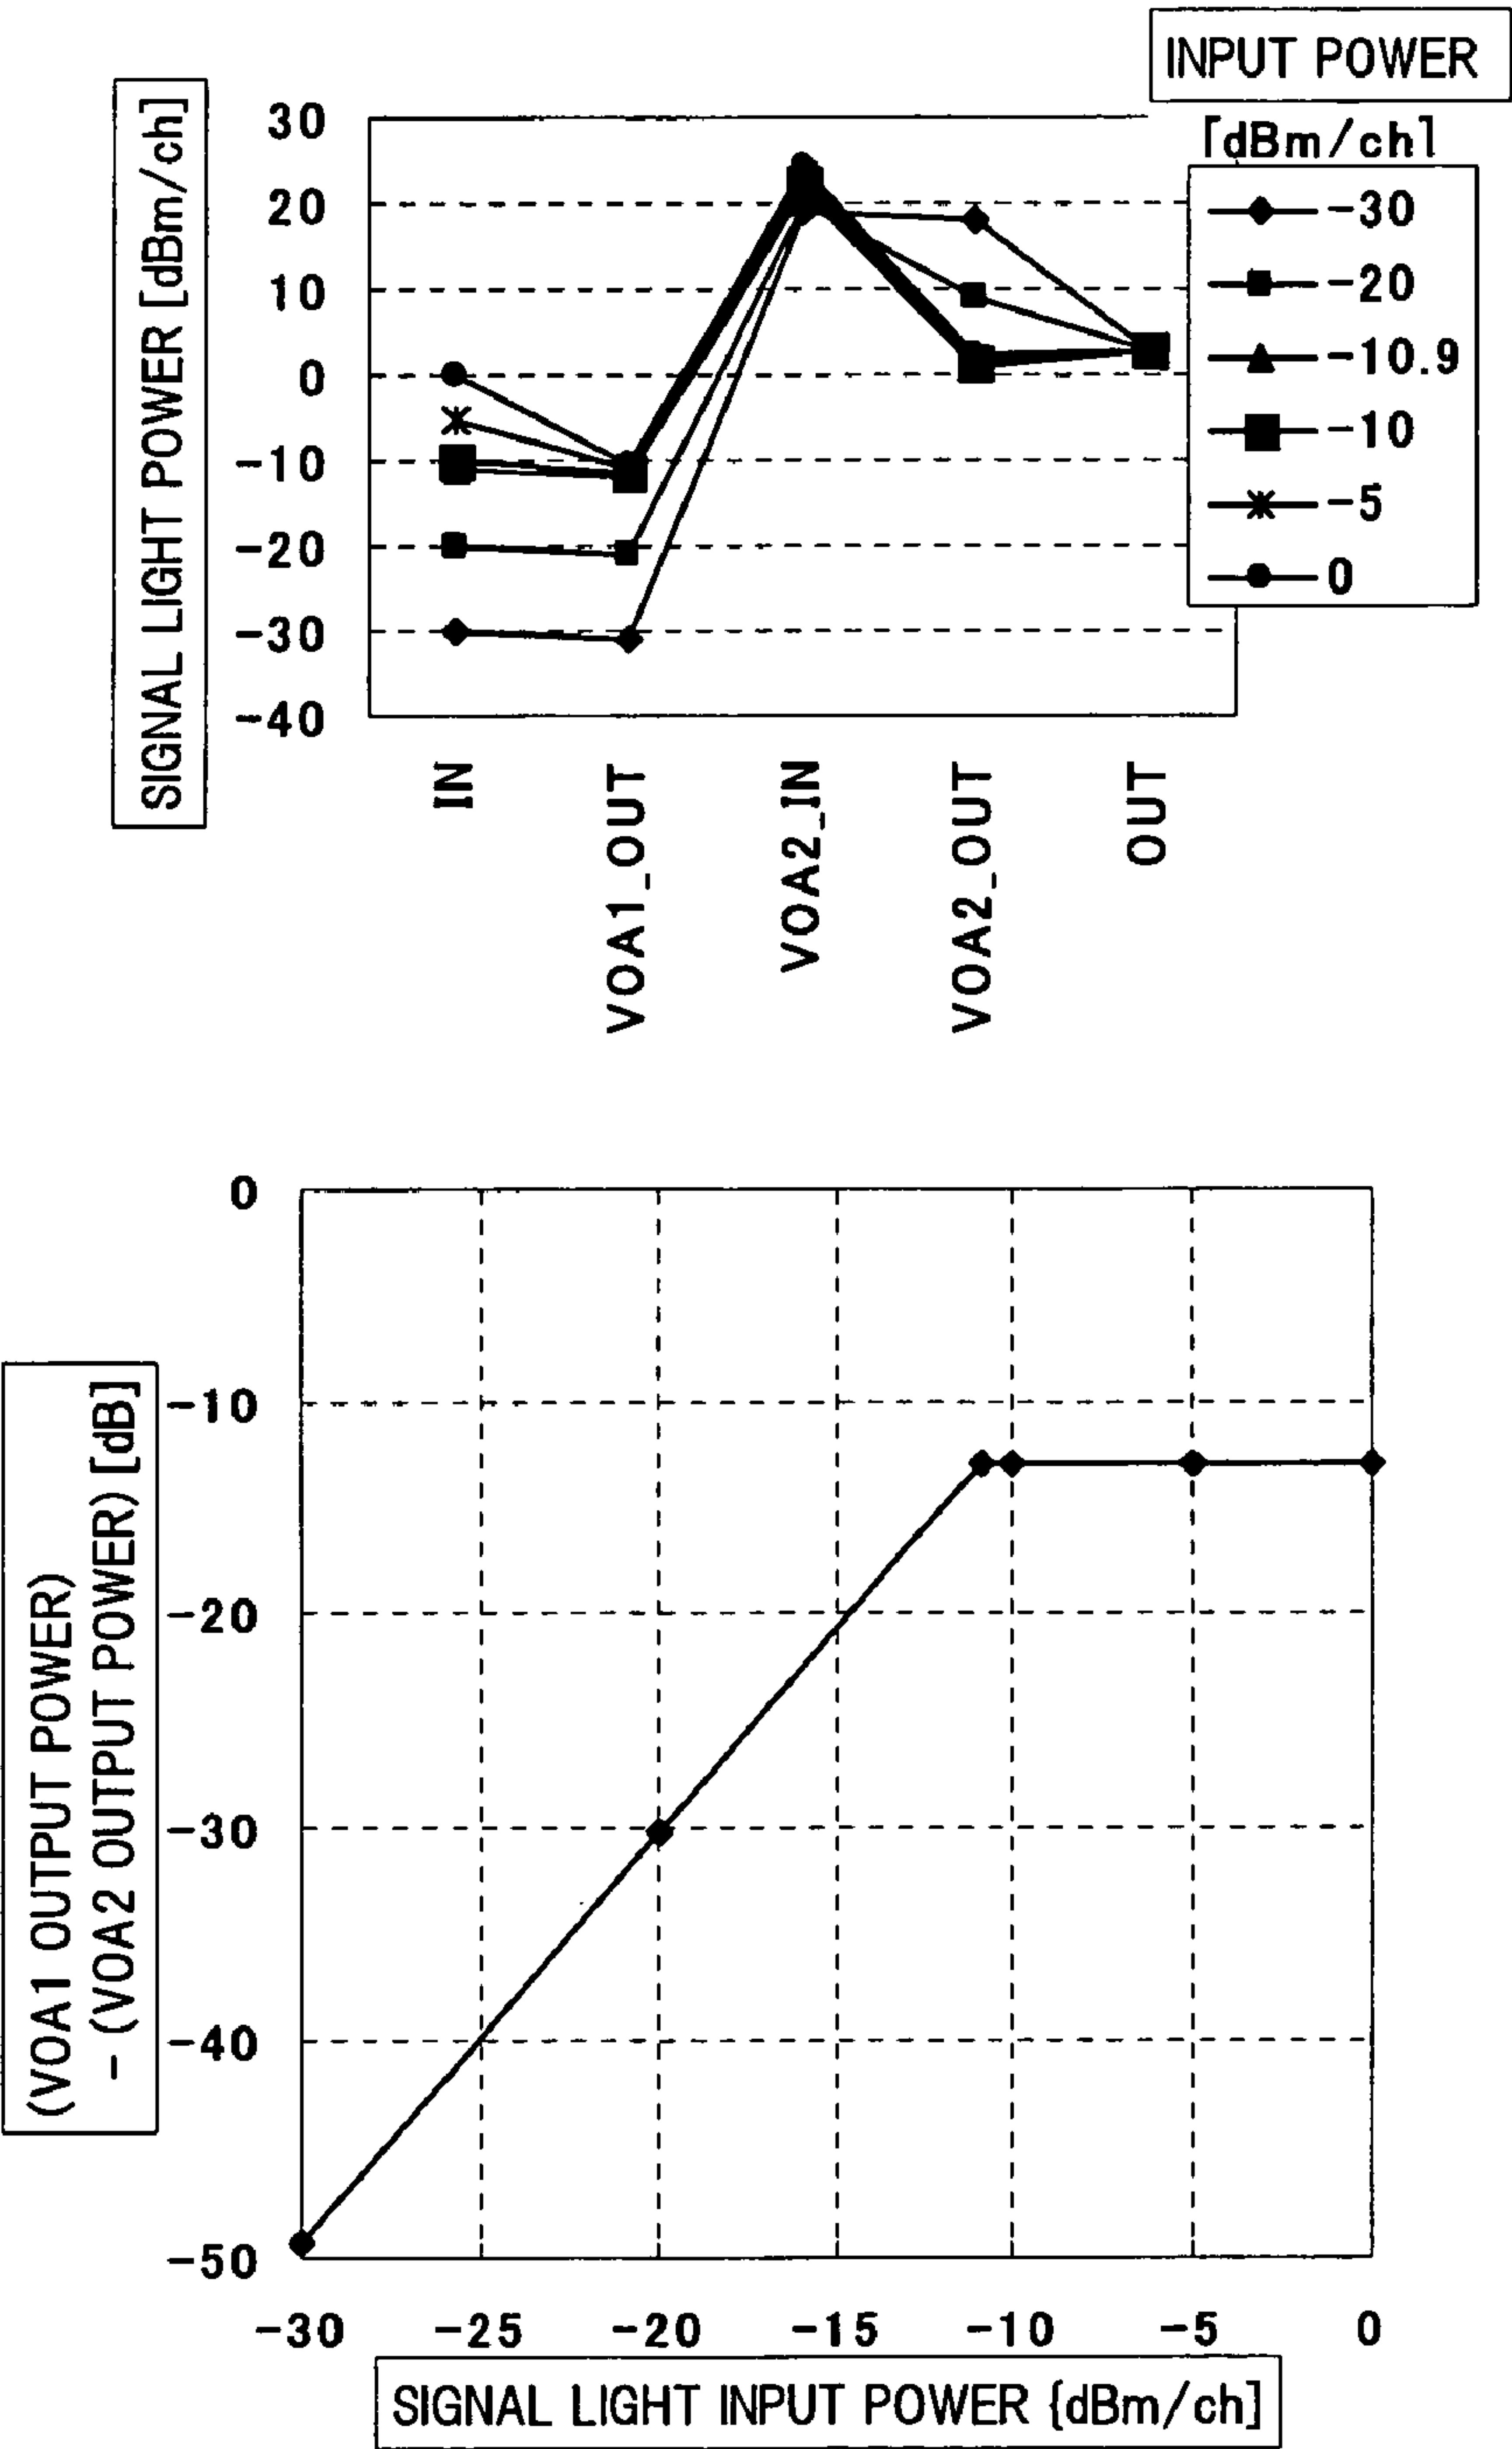 INPUT POWER
[dBm/ch]
SIGNAL LIGHT POWER [dBm/ch]
30
20
10
0
-10
-20
-30
-40
-30
-20
-10.9
-10
-5
0
IN
VOA1_OUT
VOA2_IN
VOA2_OUT
OUT
(VOA1 OUTPUT POWER)
- (VOA2 OUTPUT POWER) [dB]
0
-10
-20
-30
-40
-50
-30 -25 -20 -15 -10 -5 0
SIGNAL LIGHT INPUT POWER {dBm/ch]